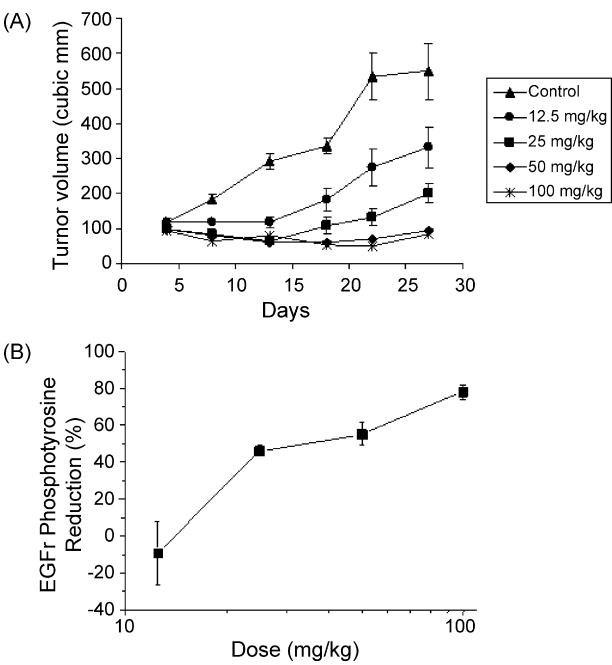 (A)
Tumor volume (cubic mm)
700
600
500
400
300
200
100
0
0
5
10
15
20
25
30
Days
Control
12.5 mg/kg
25 mg/kg
50 mg/kg
100 mg/kg
(B)
EGFr Phosphotyrosine
Reduction (%)
100
80
60
40
20
0
-20
-40
10
100
Dose (mg/kg)